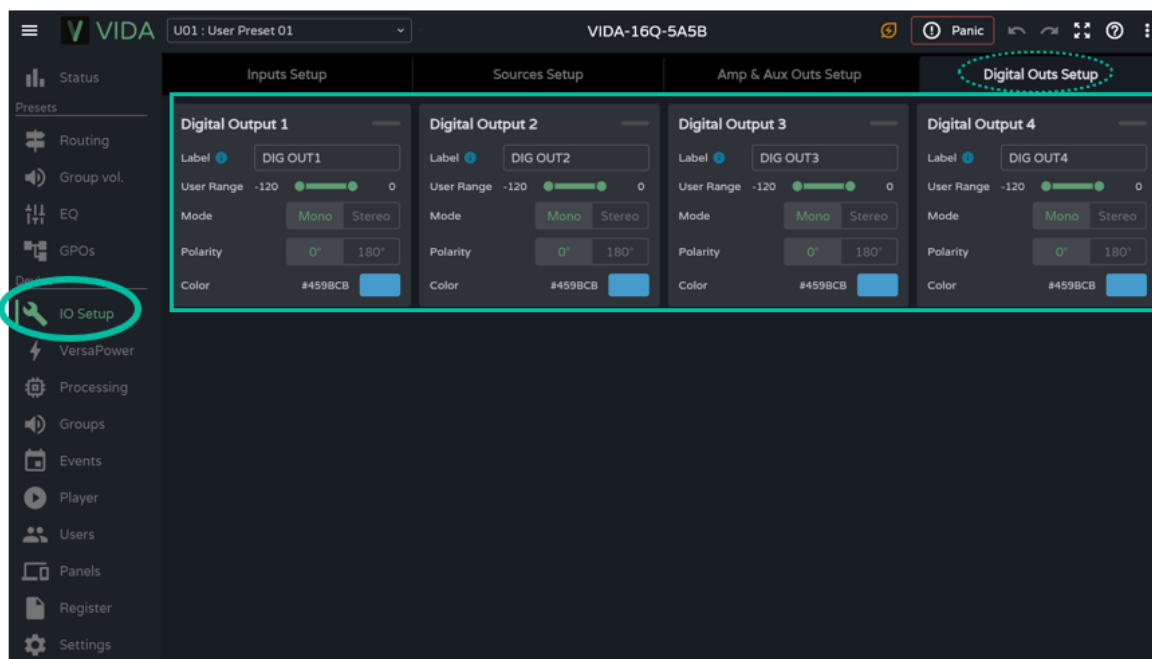 VIDA
U01 : User Preset 01
VIDA-16Q-5A5B
Panic
Status
Presets
Routing
Group vol.
EQ
GPOs
Device
IO Setup
VersaPower
Processing
Groups
Events
Player
Users
Panels
Register
Settings
Inputs Setup
Sources Setup
Amp & Aux Outs Setup
Digital Outs Setup
Digital Output 1
Label DIG OUT1
User Range -120 0
Mode Mono Stereo
Polarity 0° 180°
Color #459BCB
Digital Output 2
Label DIG OUT2
User Range -120 0
Mode Mono Stereo
Polarity 0° 180°
Color #459BCB
Digital Output 3
Label DIG OUT3
User Range -120 0
Mode Mono Stereo
Polarity 0° 180°
Color #459BCB
Digital Output 4
Label DIG OUT4
User Range -120 0
Mode Mono Stereo
Polarity 0° 180°
Color #459BCB